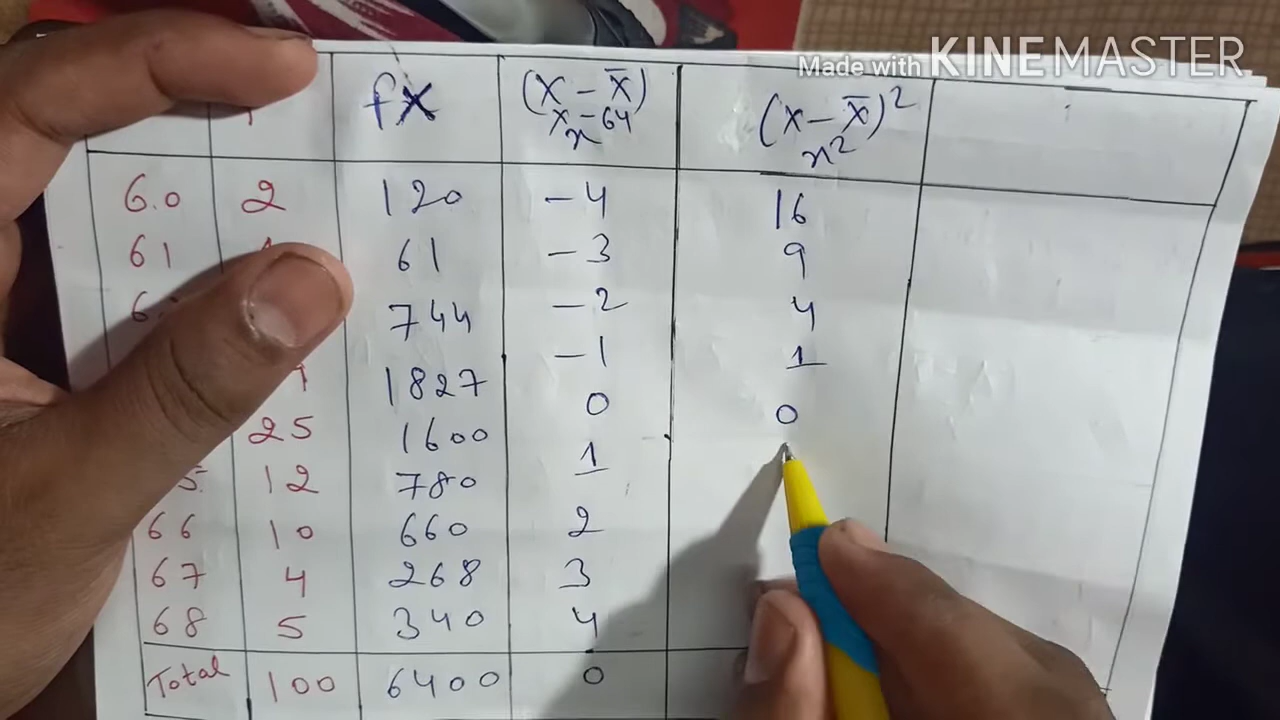 Made with KINEMASTER
fx (x - x̄) (x - x̄)²
x - 64
x x²
60 2 120 -4 16
61 61 -3 9
6 744 -2 4
1827 -1 1
25 1600 0 0
5 12 780 1
66 10 660 2
67 4 268 3
68 5 340 4
Total 100 6400 0